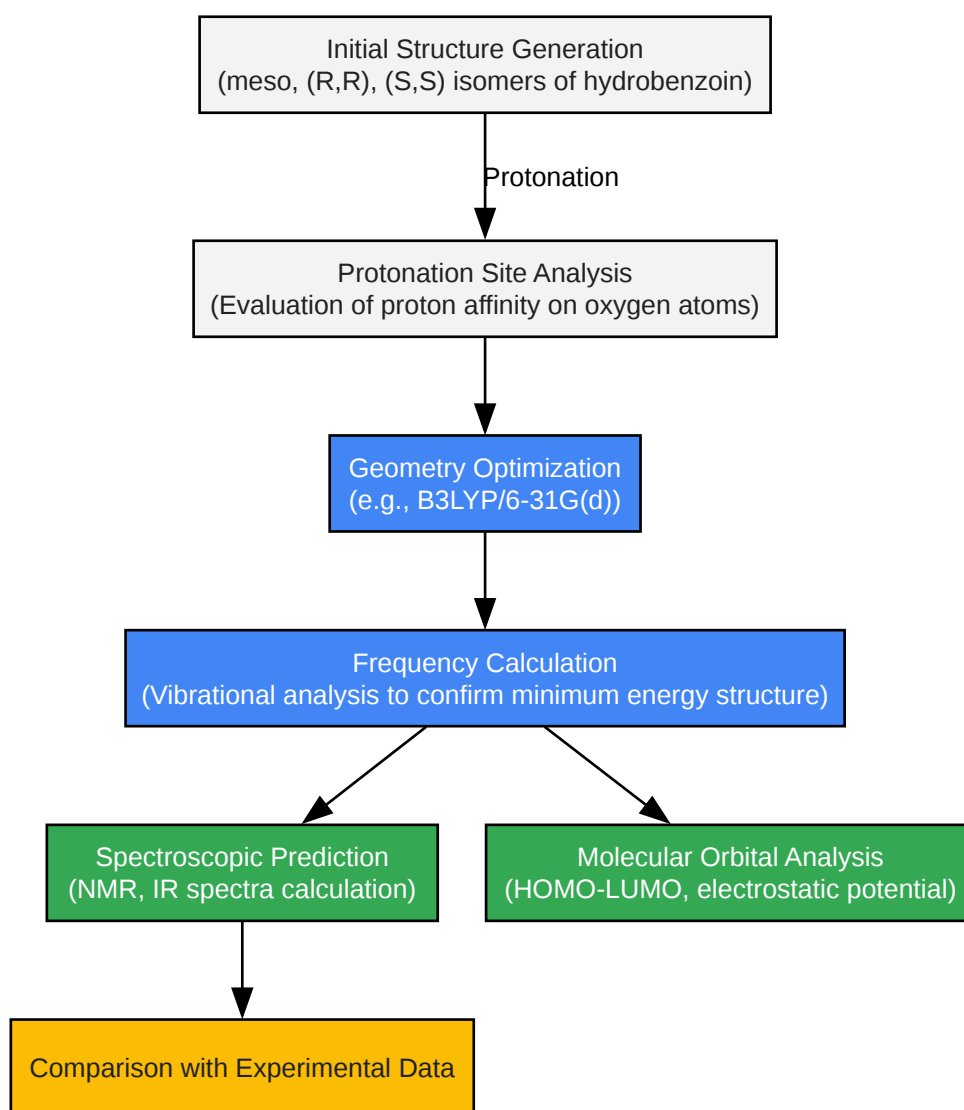 Initial Structure Generation
(meso, (R,R), (S,S) isomers of hydrobenzoin)
Protonation
Protonation Site Analysis
(Evaluation of proton affinity on oxygen atoms)
Geometry Optimization
(e.g., B3LYP/6-31G(d))
Frequency Calculation
(Vibrational analysis to confirm minimum energy structure)
Spectroscopic Prediction
(NMR, IR spectra calculation)
Molecular Orbital Analysis
(HOMO-LUMO, electrostatic potential)
Comparison with Experimental Data